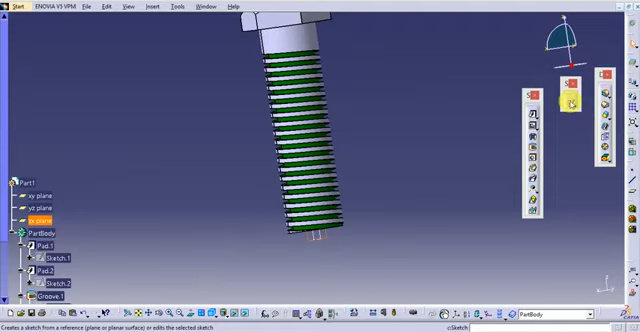 Start ENOVIA V5 VPM File Edit View Insert Tools Window Help
Part1
xy plane
yz plane
zx plane
PartBody
Pad.1
Sketch.1
Pad.2
Sketch.2
Groove.1
PartBody
Creates a sketch from a reference (plane or planar surface) or edits the selected sketch
c:Sketch